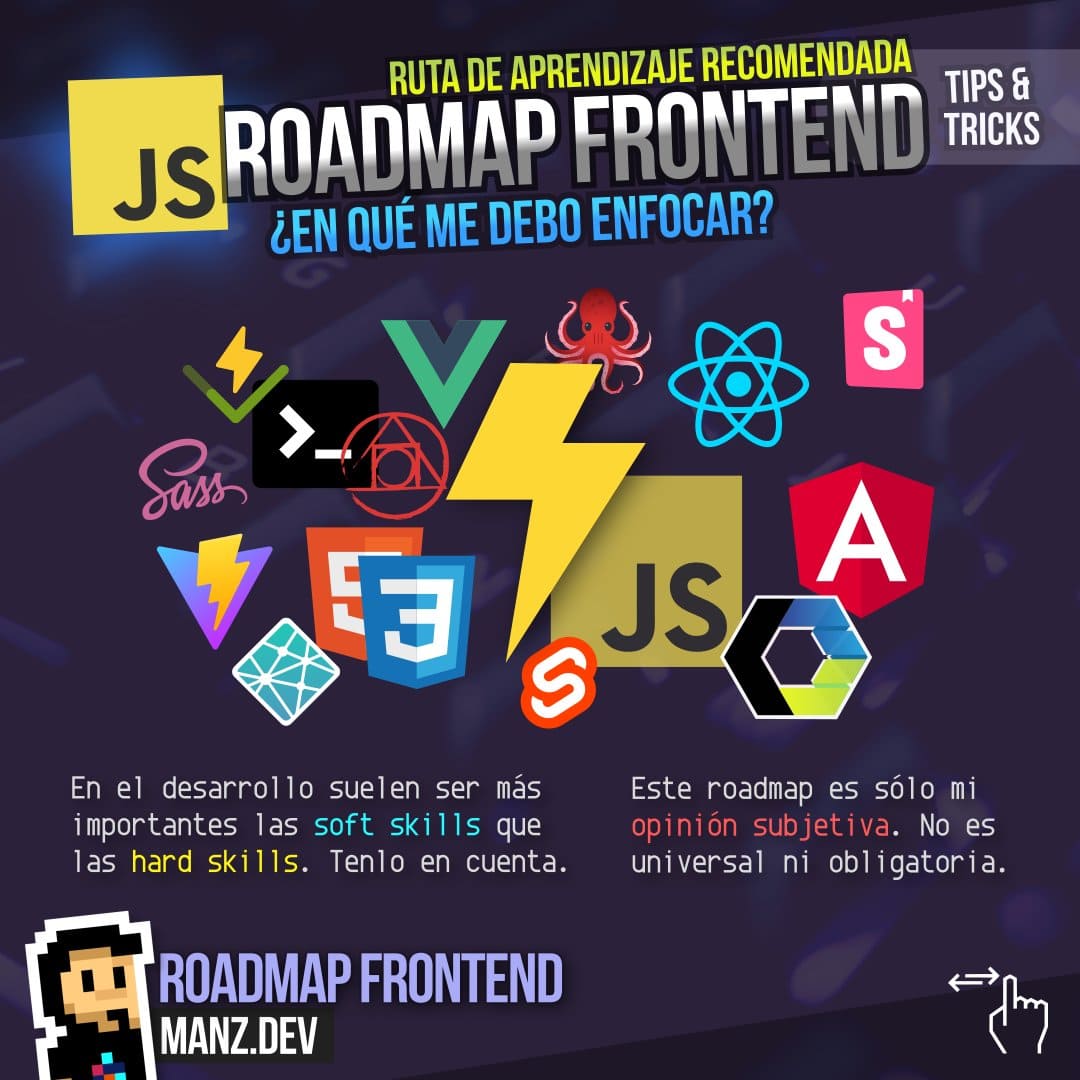 RUTA DE APRENDIZAJE RECOMENDADA
JS
ROADMAP FRONTEND
TIPS &
TRICKS
¿EN QUÉ ME DEBO ENFOCAR?
S
>_
Sass
A
5
3
JS
S
En el desarrollo suelen ser más
importantes las soft skills que
las hard skills. Tenlo en cuenta.
Este roadmap es sólo mi
opinión subjetiva. No es
universal ni obligatoria.
ROADMAP FRONTEND
MANZ.DEV